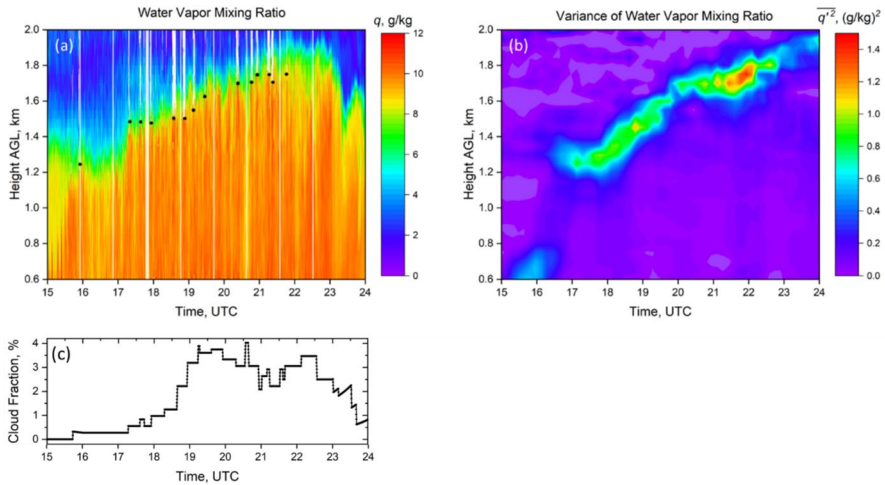 Water Vapor Mixing Ratio
q, g/kg
(a)
2.0
1.8
1.6
1.4
1.2
1.0
0.8
0.6
Height AGL, km
15 16 17 18 19 20 21 22 23 24
Time, UTC
12
10
8
6
4
2
0
Variance of Water Vapor Mixing Ratio
q'², (g/kg)²
(b)
2.0
1.8
1.6
1.4
1.2
1.0
0.8
0.6
Height AGL, km
15 16 17 18 19 20 21 22 23 24
Time, UTC
1.4
1.2
1.0
0.8
0.6
0.4
0.2
0.0
(c)
4
3
2
1
0
Cloud Fraction, %
15 16 17 18 19 20 21 22 23 24
Time, UTC